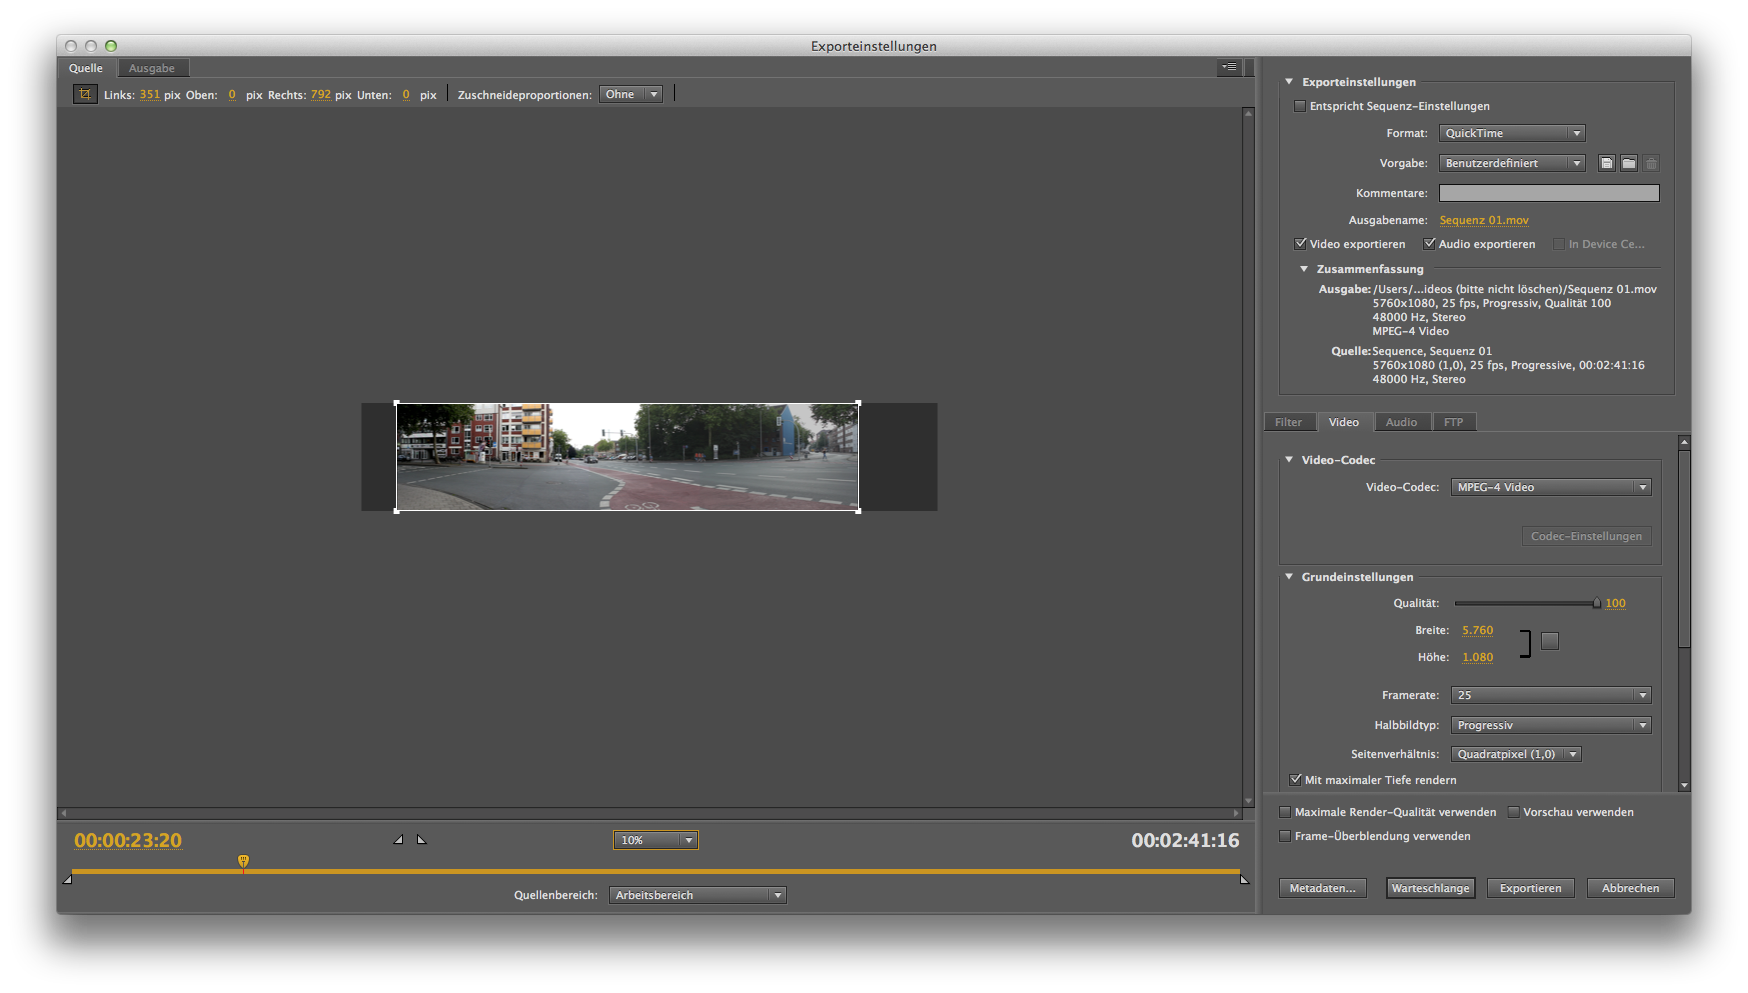 Exporteinstellungen
Quelle Ausgabe
Links: 351 pix Oben: 0 pix Rechts: 792 pix Unten: 0 pix Zuschneideproportionen: Ohne
Exporteinstellungen
Entspricht Sequenz-Einstellungen
Format: QuickTime
Vorgabe: Benutzerdefiniert
Kommentare:
Ausgabename: Sequenz 01.mov
Video exportieren Audio exportieren In Device Ce...
Zusammenfassung
Ausgabe: /Users/...ideos (bitte nicht löschen)/Sequenz 01.mov
5760x1080, 25 fps, Progressiv, Qualität 100
48000 Hz, Stereo
MPEG-4 Video
Quelle: Sequence, Sequenz 01
5760x1080 (1,0), 25 fps, Progressive, 00:02:41:16
48000 Hz, Stereo
Filter Video Audio FTP
Video-Codec
Video-Codec: MPEG-4 Video
Codec-Einstellungen
Grundeinstellungen
Qualität: 100
Breite: 5.760
Höhe: 1.080
Framerate: 25
Halbbildtyp: Progressiv
Seitenverhältnis: Quadratpixel (1,0)
Mit maximaler Tiefe rendern
Maximale Render-Qualität verwenden Vorschau verwenden
Frame-Überblendung verwenden
00:00:23:20 10% 00:02:41:16
Quellenbereich: Arbeitsbereich
Metadaten... Warteschlange Exportieren Abbrechen